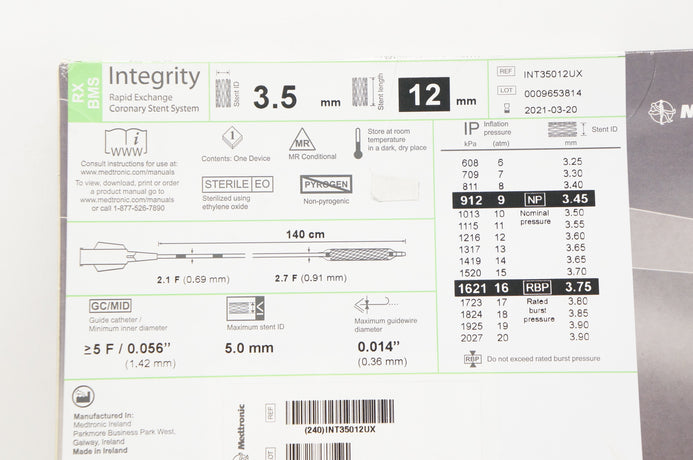 RX
BMS
Integrity
Rapid Exchange
Coronary Stent System
Stent ID
3.5 mm
Stent length
12 mm
REF INT35012UX
LOT 0009653814
2021-03-20
Consult instructions for use at:
www.medtronic.com/manuals
To view, download, print or order
a product manual go to
www.medtronic.com/manuals
or call 1-877-526-7890
i
WWW
1
Contents: One Device
MR
MR Conditional
Store at room
temperature
in a dark, dry place
STERILE EO
Sterilized using
ethylene oxide
PYROGEN
Non-pyrogenic
140 cm
2.1 F (0.69 mm)
2.7 F (0.91 mm)
GC/MID
Guide catheter /
Minimum inner diameter
≥5 F / 0.056"
(1.42 mm)
Maximum stent ID
5.0 mm
Maximum guidewire
diameter
0.014"
(0.36 mm)
IP Inflation pressure Stent ID
kPa (atm) mm
608 6 3.25
709 7 3.30
811 8 3.40
912 9 NP 3.45
1013 10 Nominal 3.50
1115 11 pressure 3.55
1216 12 3.60
1317 13 3.65
1419 14 3.65
1520 15 3.70
1621 16 RBP 3.75
1723 17 Rated 3.80
1824 18 burst 3.85
1925 19 pressure 3.90
2027 20 3.90
RBP Do not exceed rated burst pressure
Manufactured In:
Medtronic Ireland
Parkmore Business Park West,
Galway, Ireland
Made in Ireland
Medtronic
REF
(240)INT35012UX